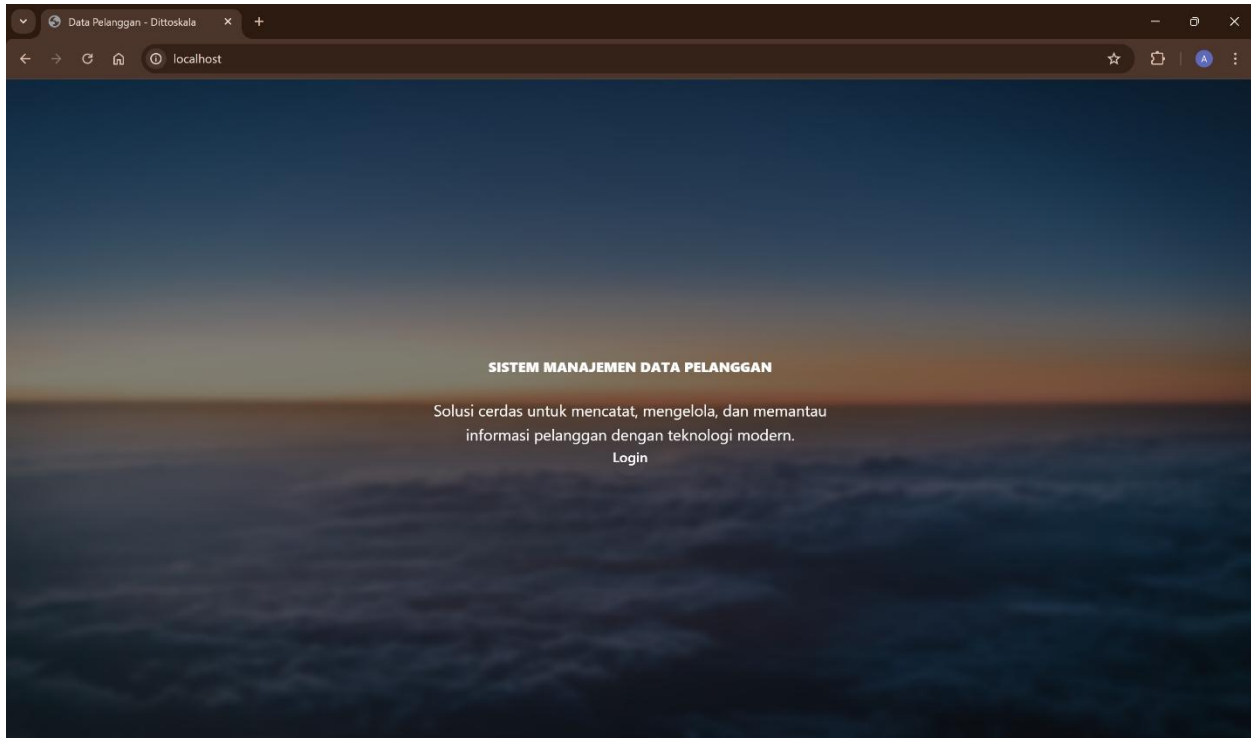 Data Pelanggan - Dittoskala
localhost
A
SISTEM MANAJEMEN DATA PELANGGAN
Solusi cerdas untuk mencatat, mengelola, dan memantau
informasi pelanggan dengan teknologi modern.
Login